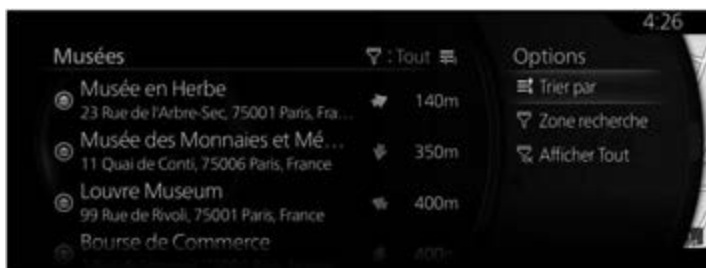 4:26
Musées
: Tout
Options
Musée en Herbe
23 Rue de l'Arbre-Sec, 75001 Paris, Fra...
140m
Musée des Monnaies et Mé...
11 Quai de Conti, 75006 Paris, France
350m
Louvre Museum
99 Rue de Rivoli, 75001 Paris, France
400m
Bourse de Commerce
400m
Trier par
Zone recherche
Afficher Tout